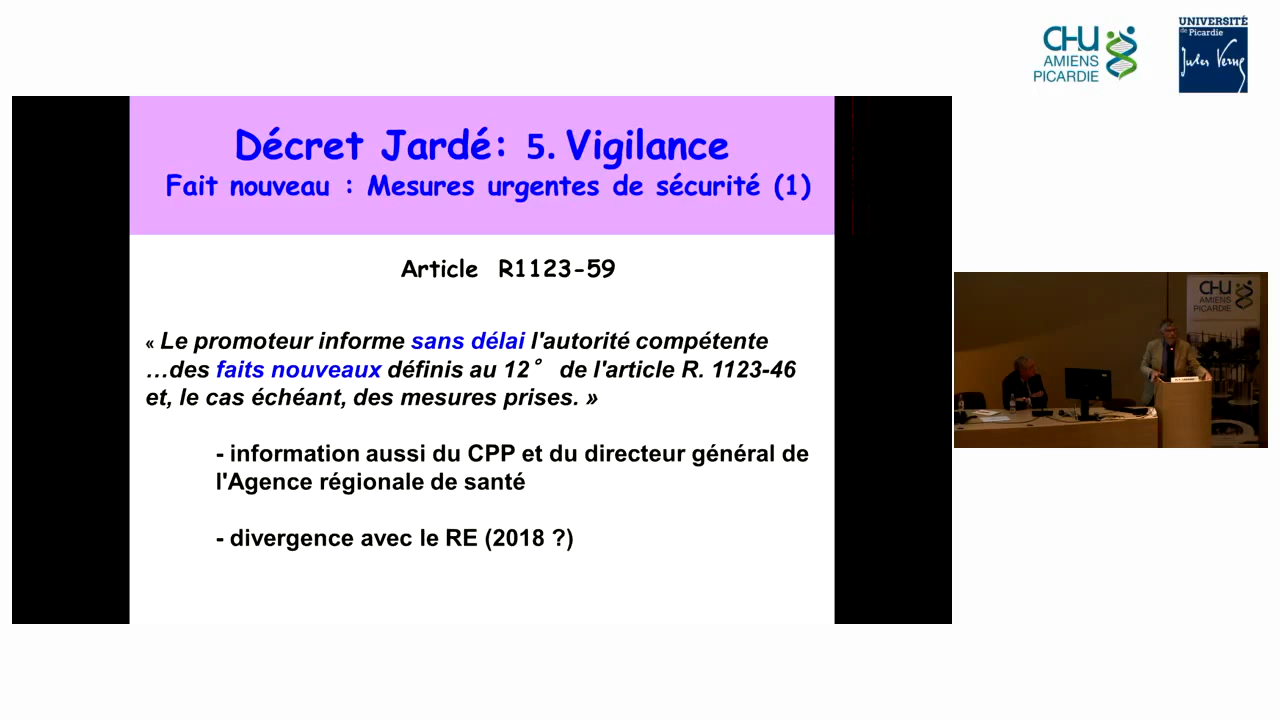 CHU
AMIENS
PICARDIE
UNIVERSITÉ
de Picardie
Jules Verne
Décret Jardé: 5. Vigilance
Fait nouveau : Mesures urgentes de sécurité (1)
Article R1123-59
« Le promoteur informe sans délai l'autorité compétente
…des faits nouveaux définis au 12° de l'article R. 1123-46
et, le cas échéant, des mesures prises. »
- information aussi du CPP et du directeur général de
l'Agence régionale de santé
- divergence avec le RE (2018 ?)
CHU
AMIENS
PICARDIE